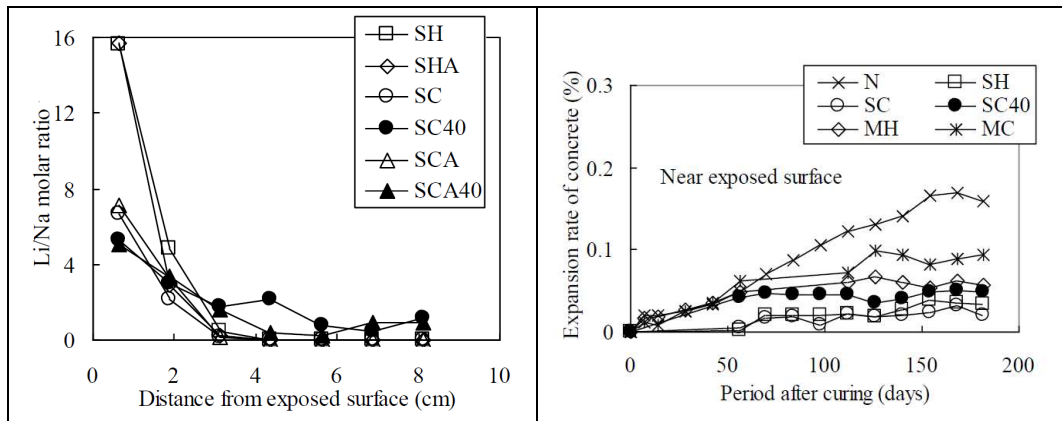 16
12
8
4
0
Li/Na molar ratio
SH
SHA
SC
SC40
SCA
SCA40
0 2 4 6 8 10
Distance from exposed surface (cm)
0.3
0.2
0.1
0
Expansion rate of concrete (%)
N SH
SC SC40
MH MC
Near exposed surface
0 50 100 150 200
Period after curing (days)